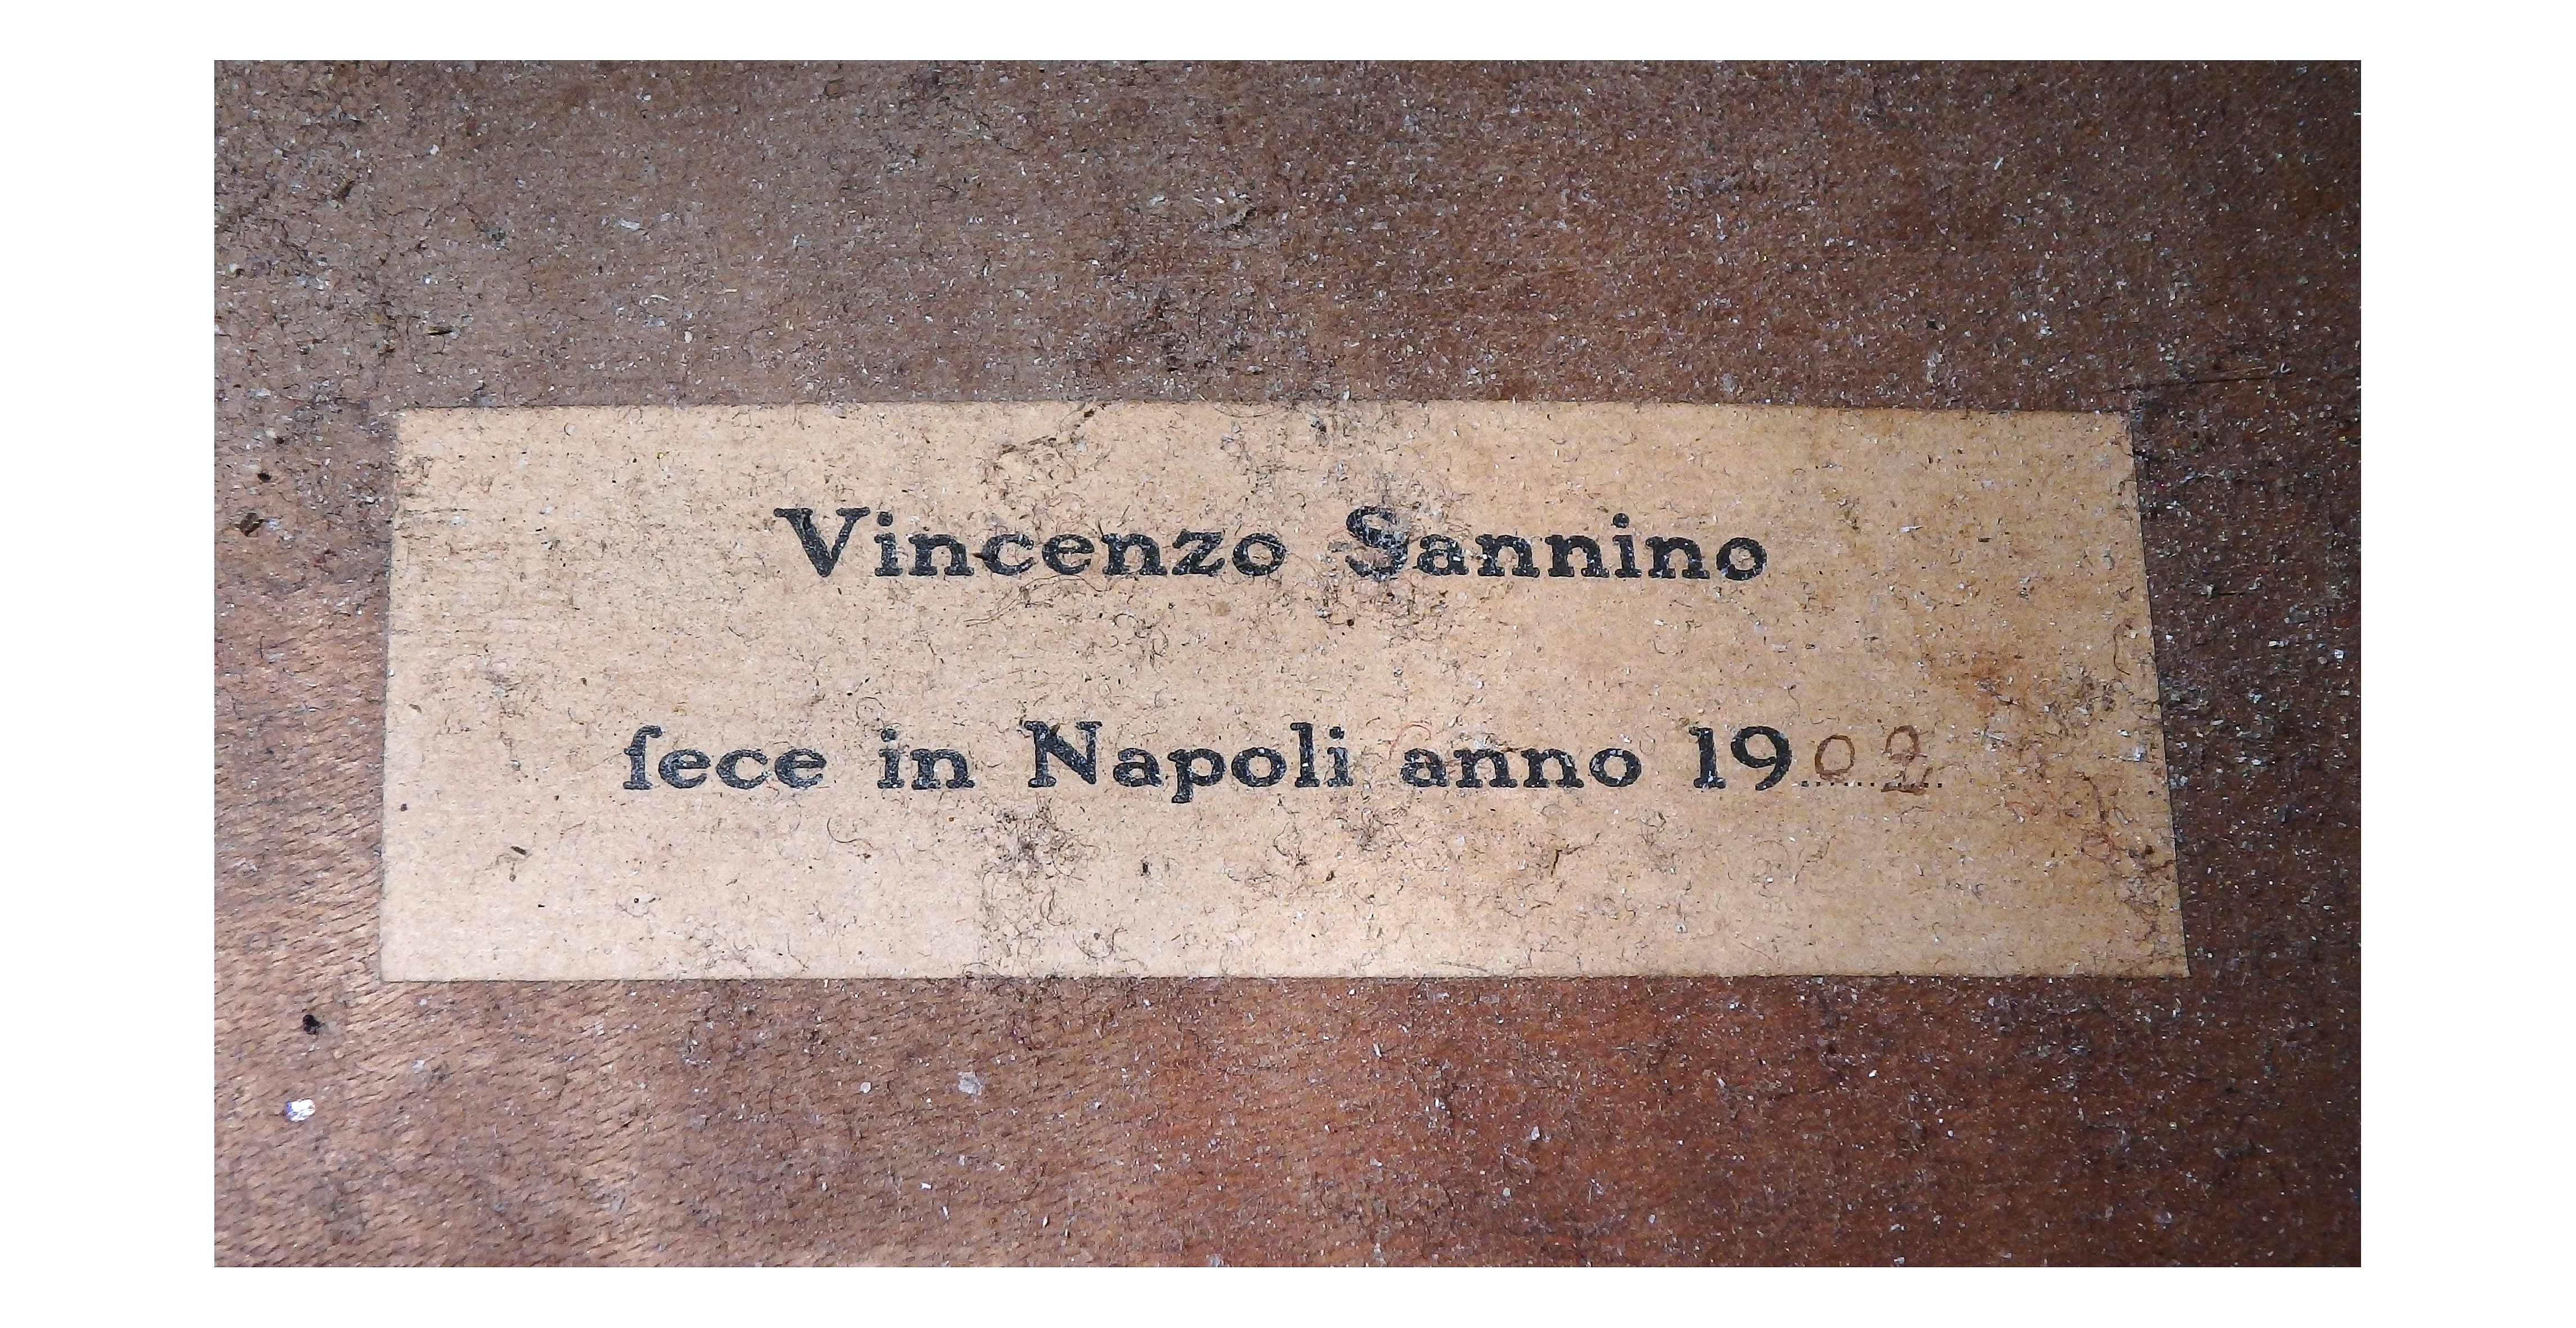 Vincenzo Sannino
fece in Napoli anno 1902